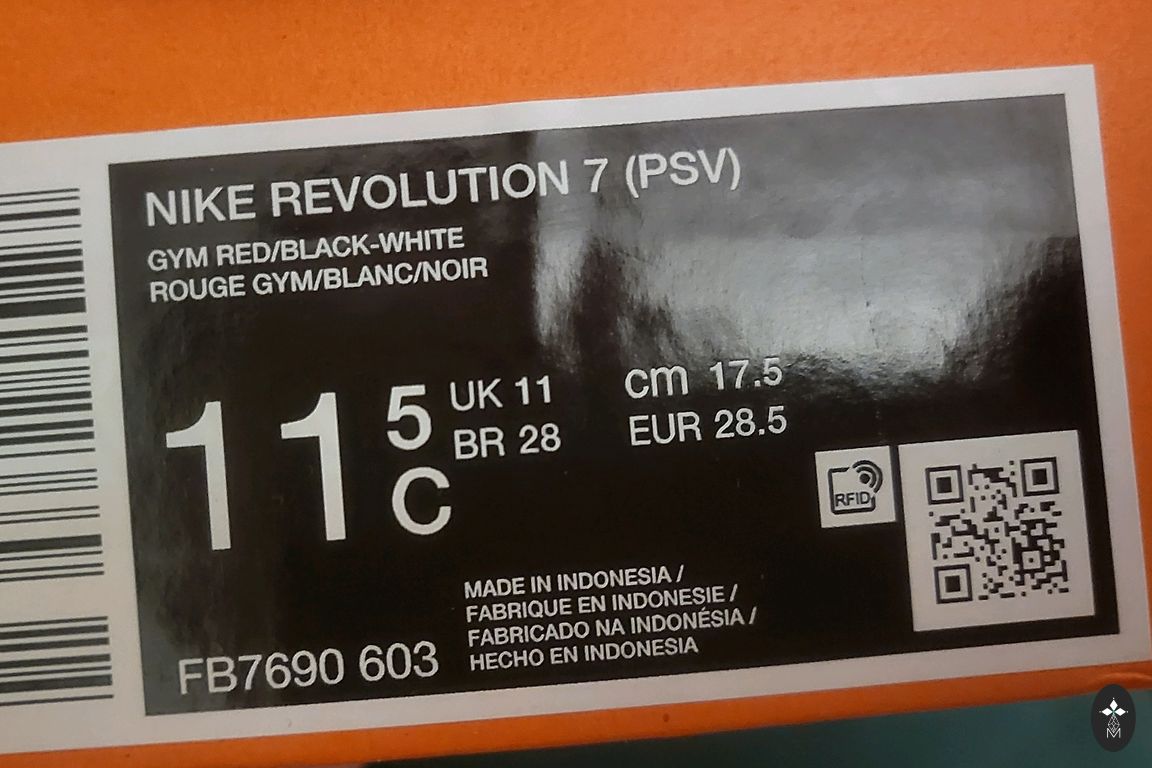 NIKE REVOLUTION 7 (PSV)
GYM RED/BLACK-WHITE
ROUGE GYM/BLANC/NOIR
11 5 C
UK 11 cm 17.5
BR 28 EUR 28.5
RFID
MADE IN INDONESIA /
FABRIQUE EN INDONESIE /
FABRICADO NA INDONÉSIA /
HECHO EN INDONESIA
FB7690 603
M